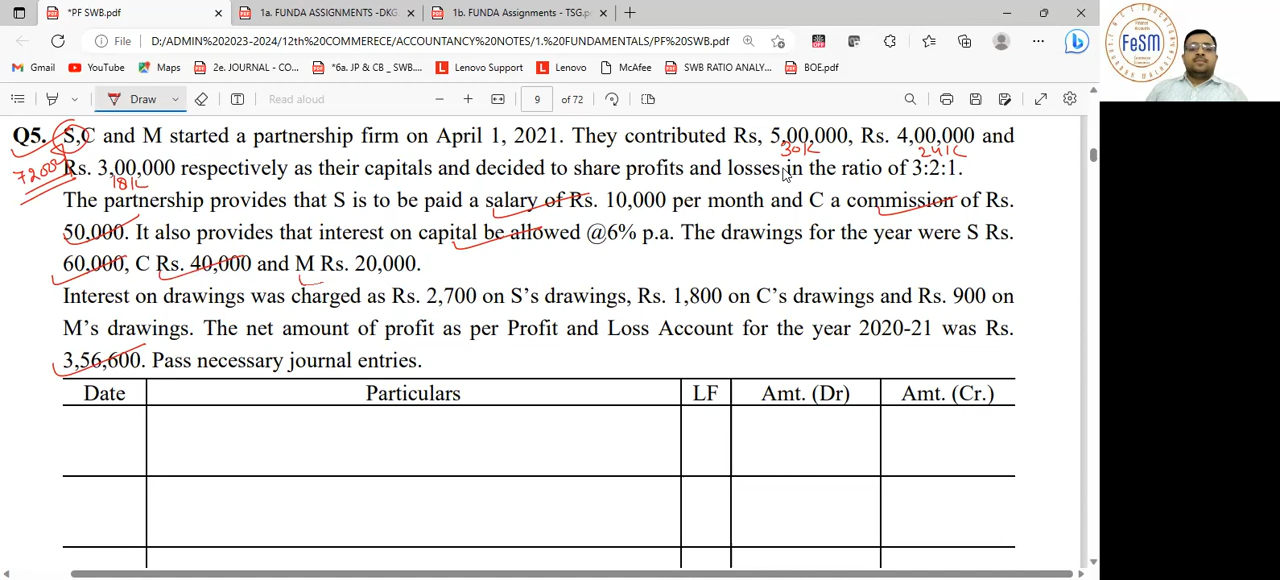 *PF SWB.pdf
1a. FUNDA ASSIGNMENTS -DKG.
1b. FUNDA Assignments - TSG.p
File
D:/ADMIN%202023-2024/12th%20COMMERECE/ACCOUNTANCY%20NOTES/1.%20FUNDAMENTALS/PF%20SWB.pdf
Gmail
YouTube
Maps
2e. JOURNAL - CO...
*6a. JP & CB _ SWB....
Lenovo Support
Lenovo
McAfee
SWB RATIO ANALY...
BOE.pdf
Draw
Read aloud
9 of 72
FeSM
Q5. S,C and M started a partnership firm on April 1, 2021. They contributed Rs, 5,00,000, Rs. 4,00,000 and
30K
24K
72000
Rs. 3,00,000 respectively as their capitals and decided to share profits and losses in the ratio of 3:2:1.
18K
The partnership provides that S is to be paid a salary of Rs. 10,000 per month and C a commission of Rs.
50,000. It also provides that interest on capital be allowed @6% p.a. The drawings for the year were S Rs.
60,000, C Rs. 40,000 and M Rs. 20,000.
Interest on drawings was charged as Rs. 2,700 on S's drawings, Rs. 1,800 on C's drawings and Rs. 900 on
M's drawings. The net amount of profit as per Profit and Loss Account for the year 2020-21 was Rs.
3,56,600. Pass necessary journal entries.
Date
Particulars
LF
Amt. (Dr)
Amt. (Cr.)